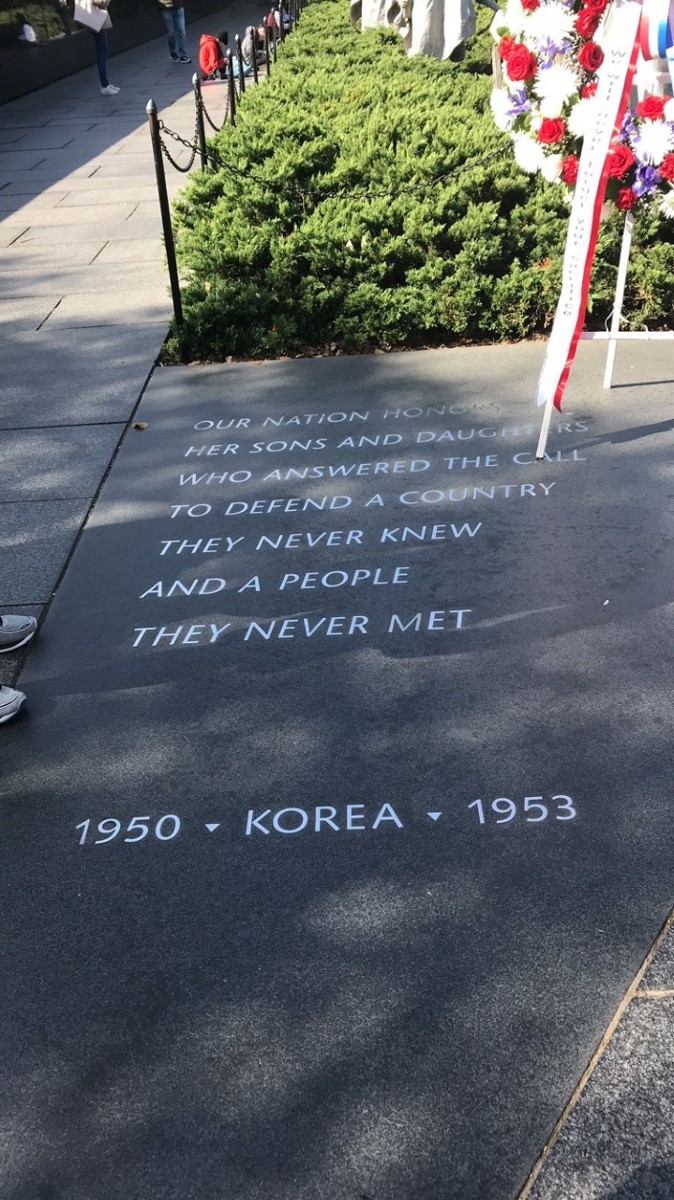 OUR NATION HONORS
HER SONS AND DAUGHTERS
WHO ANSWERED THE CALL
TO DEFEND A COUNTRY
THEY NEVER KNEW
AND A PEOPLE
THEY NEVER MET
1950 ▾ KOREA ▾ 1953